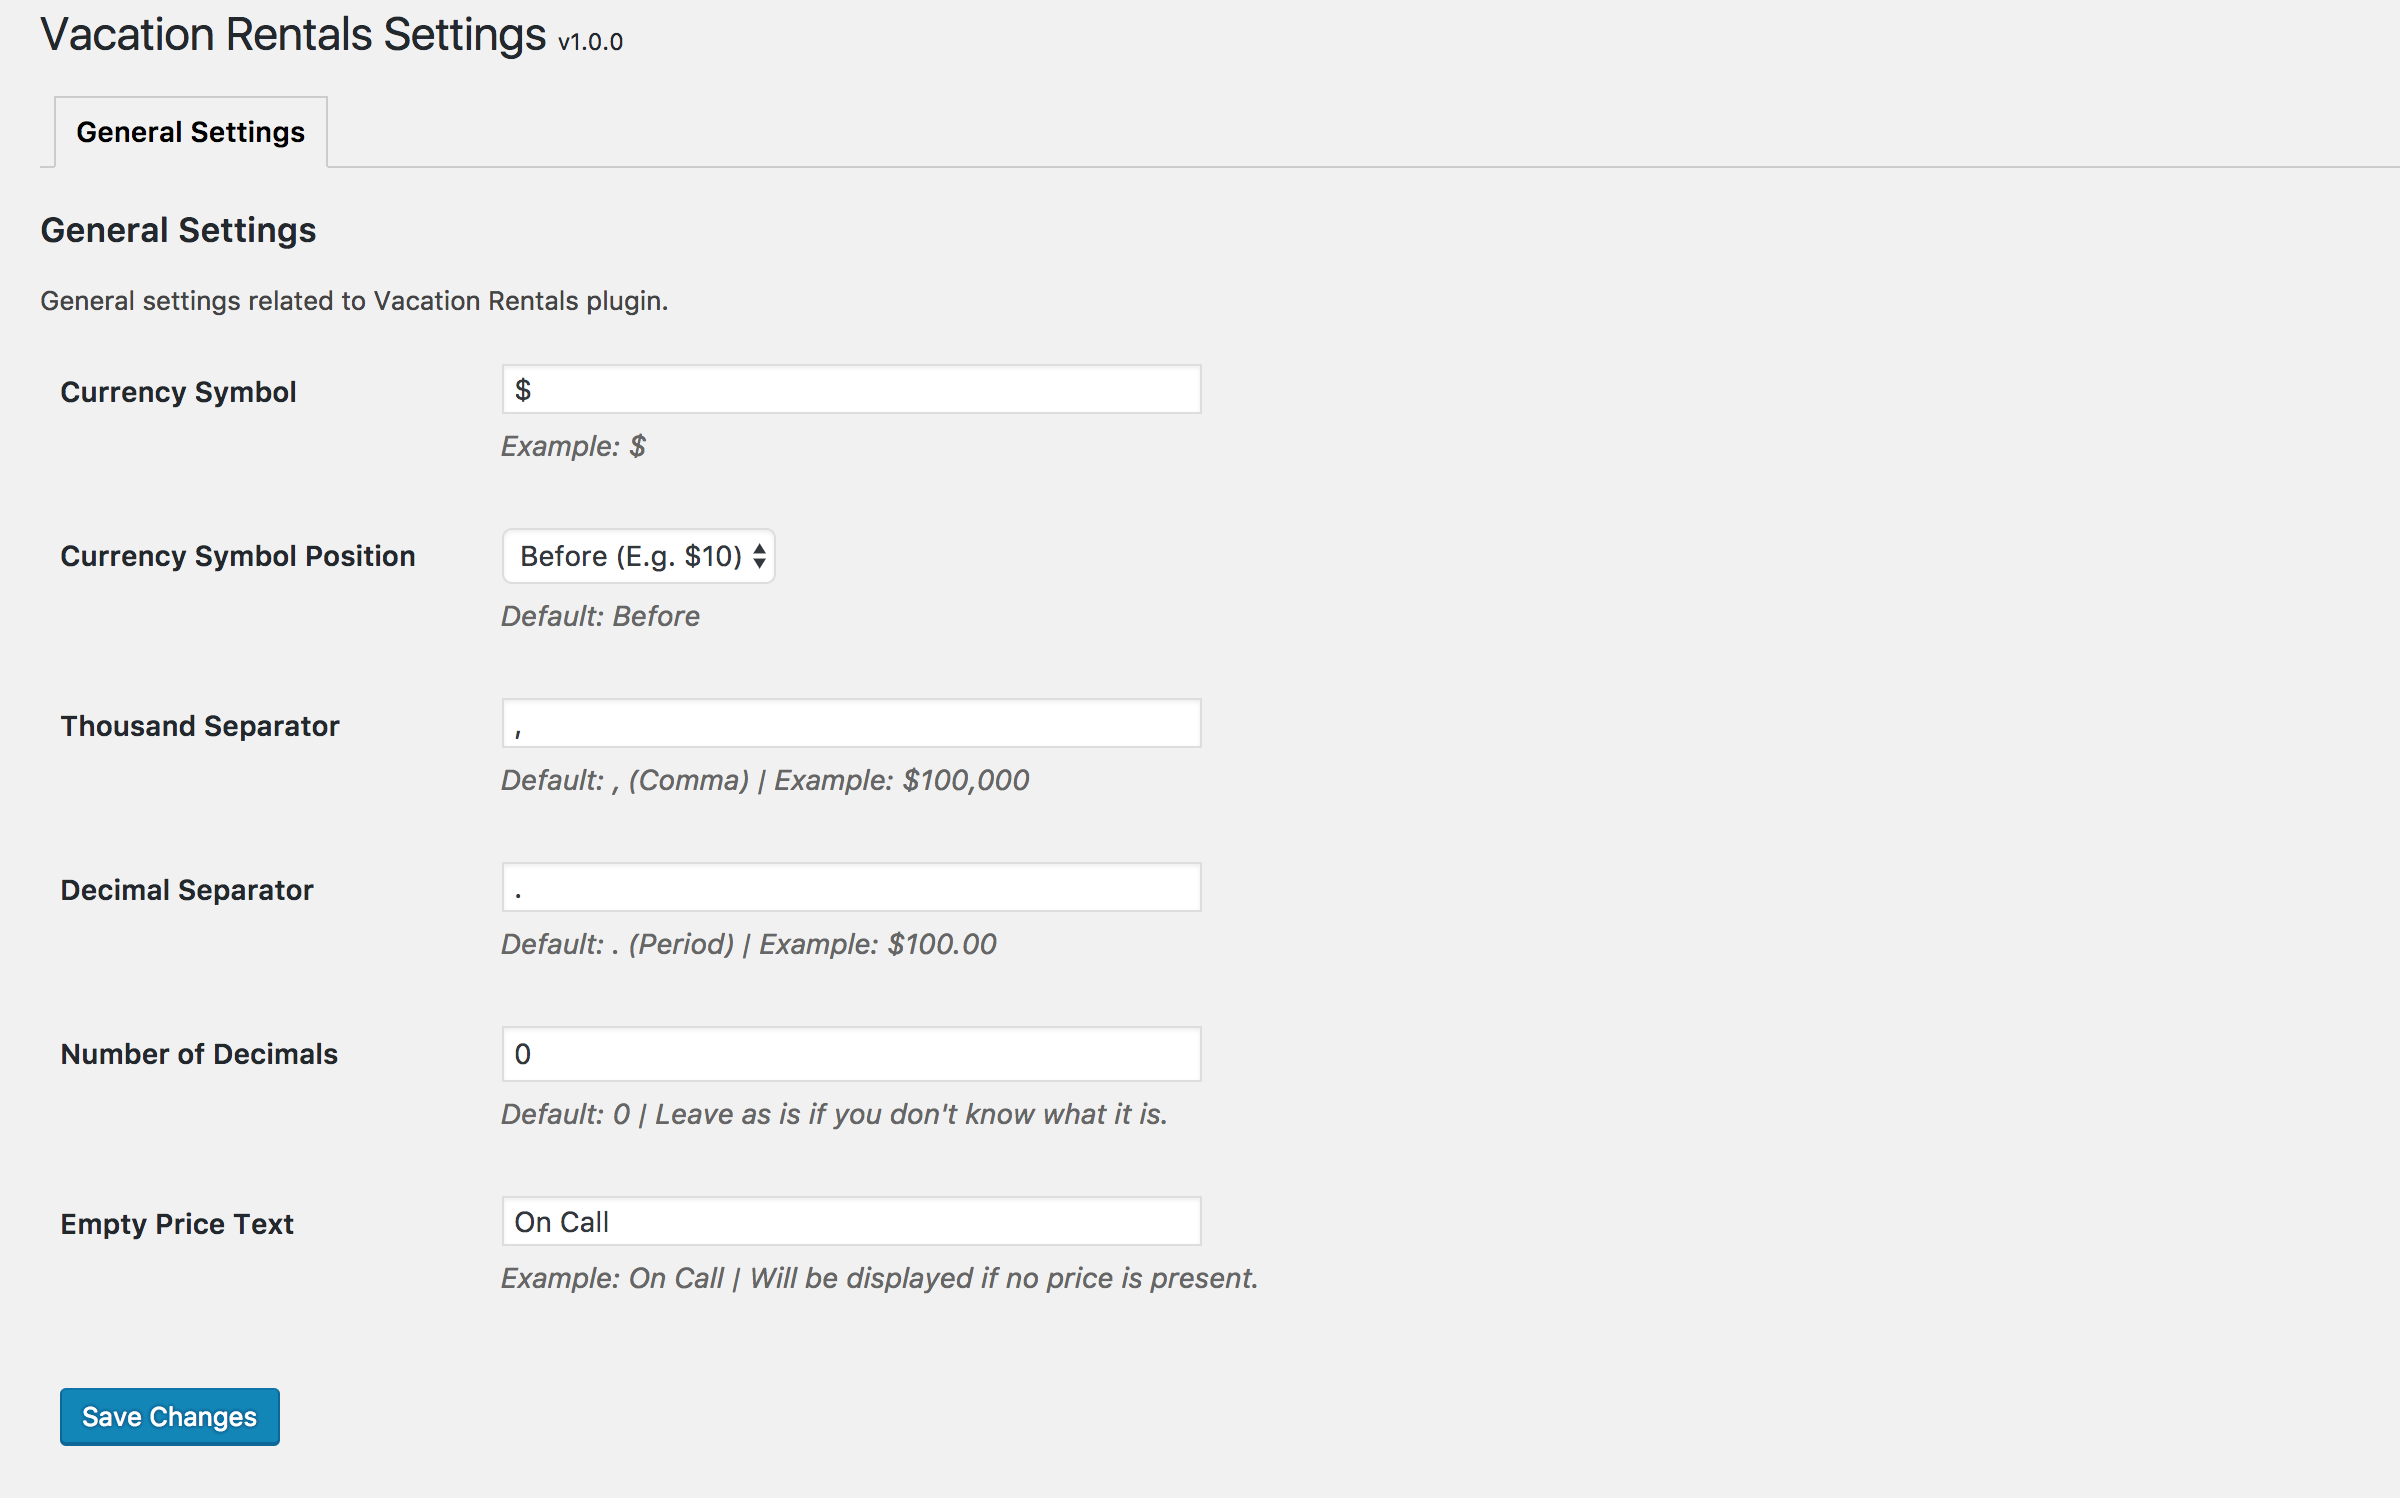 Vacation Rentals Settings v1.0.0
General Settings
General Settings
General settings related to Vacation Rentals plugin.
Currency Symbol $
Example: $
Currency Symbol Position Before (E.g. $10)
Default: Before
Thousand Separator ,
Default: , (Comma) | Example: $100,000
Decimal Separator .
Default: . (Period) | Example: $100.00
Number of Decimals 0
Default: 0 | Leave as is if you don't know what it is.
Empty Price Text On Call
Example: On Call | Will be displayed if no price is present.
Save Changes